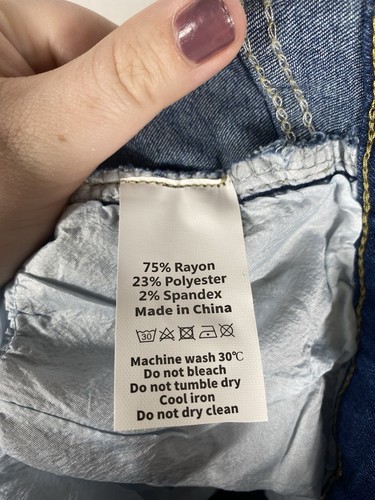 75% Rayon
23% Polyester
2% Spandex
Made in China
30
Machine wash 30℃
Do not bleach
Do not tumble dry
Cool iron
Do not dry clean